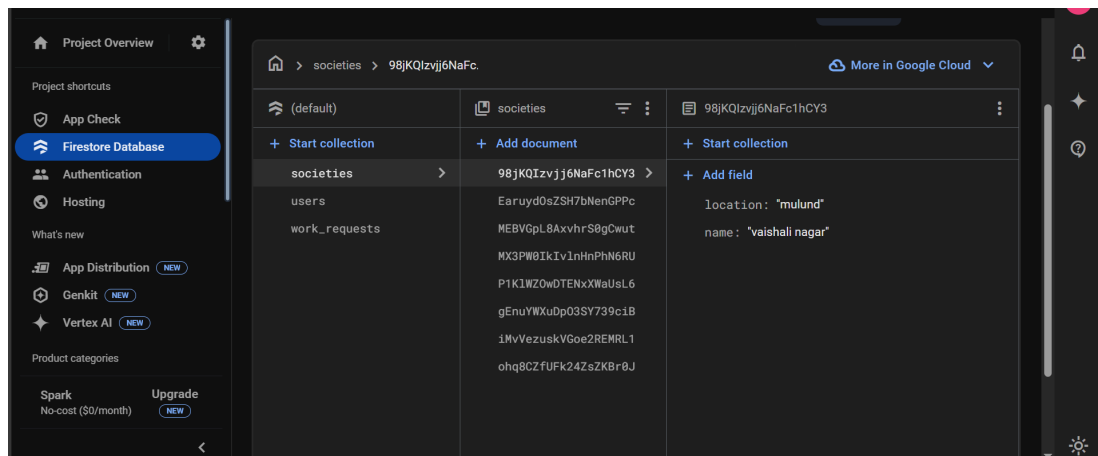 Project Overview
Project shortcuts
App Check
Firestore Database
Authentication
Hosting
What's new
App Distribution NEW
Genkit NEW
Vertex AI NEW
Product categories
Spark
No-cost ($0/month)
Upgrade
NEW
societies > 98jKQIzvjj6NaFc.
More in Google Cloud
(default)
+ Start collection
societies
users
work_requests
societies
+ Add document
98jKQIzvjj6NaFc1hCY3
EaruydOsZSH7bNenGPPc
MEBVGpL8AxvhrS0gCwut
MX3PW0IkIvlnHnPhN6RU
P1KlWZOwDTENxXWaUsL6
gEnuYWXuDpO3SY739ciB
iMvVezuskVGoe2REMRL1
ohq8CZfUFk24ZsZKBr0J
98jKQIzvjj6NaFc1hCY3
+ Start collection
+ Add field
location: "mulund"
name: "vaishali nagar"